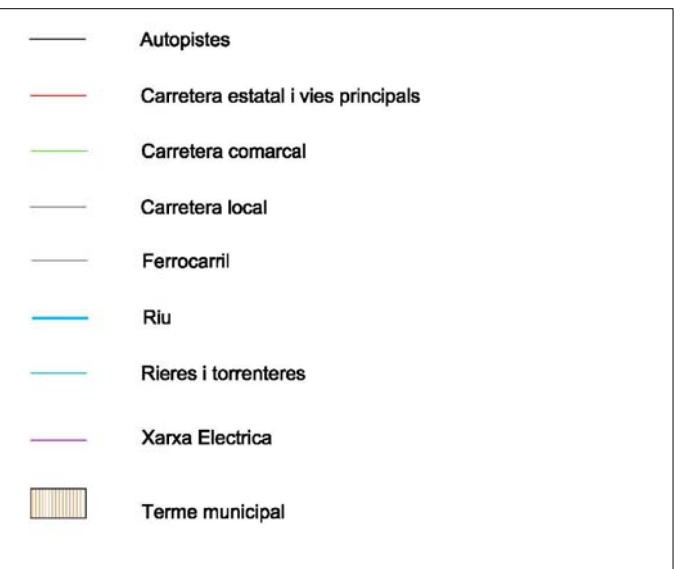 Autopistes
Carretera estatal i vies principals
Carretera comarcal
Carretera local
Ferrocarril
Riu
Rieres i torrenteres
Xarxa Electrica
Terme municipal